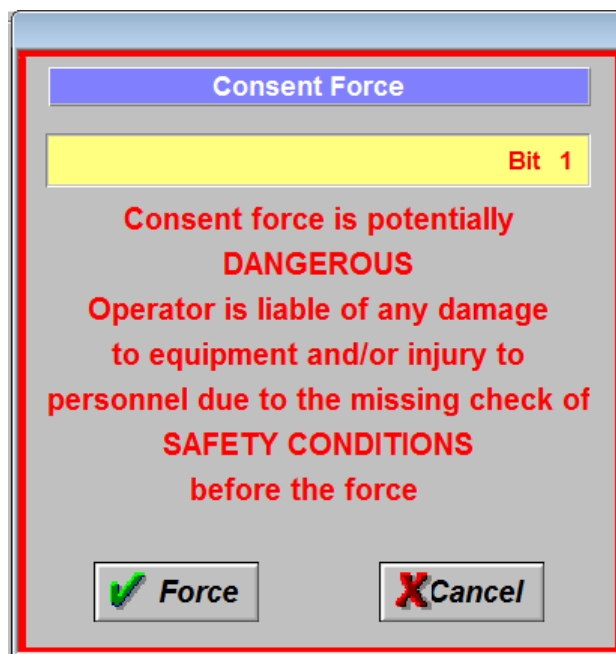 Consent Force
Bit 1
Consent force is potentially
DANGEROUS
Operator is liable of any damage
to equipment and/or injury to
personnel due to the missing check of
SAFETY CONDITIONS
before the force
Force Cancel